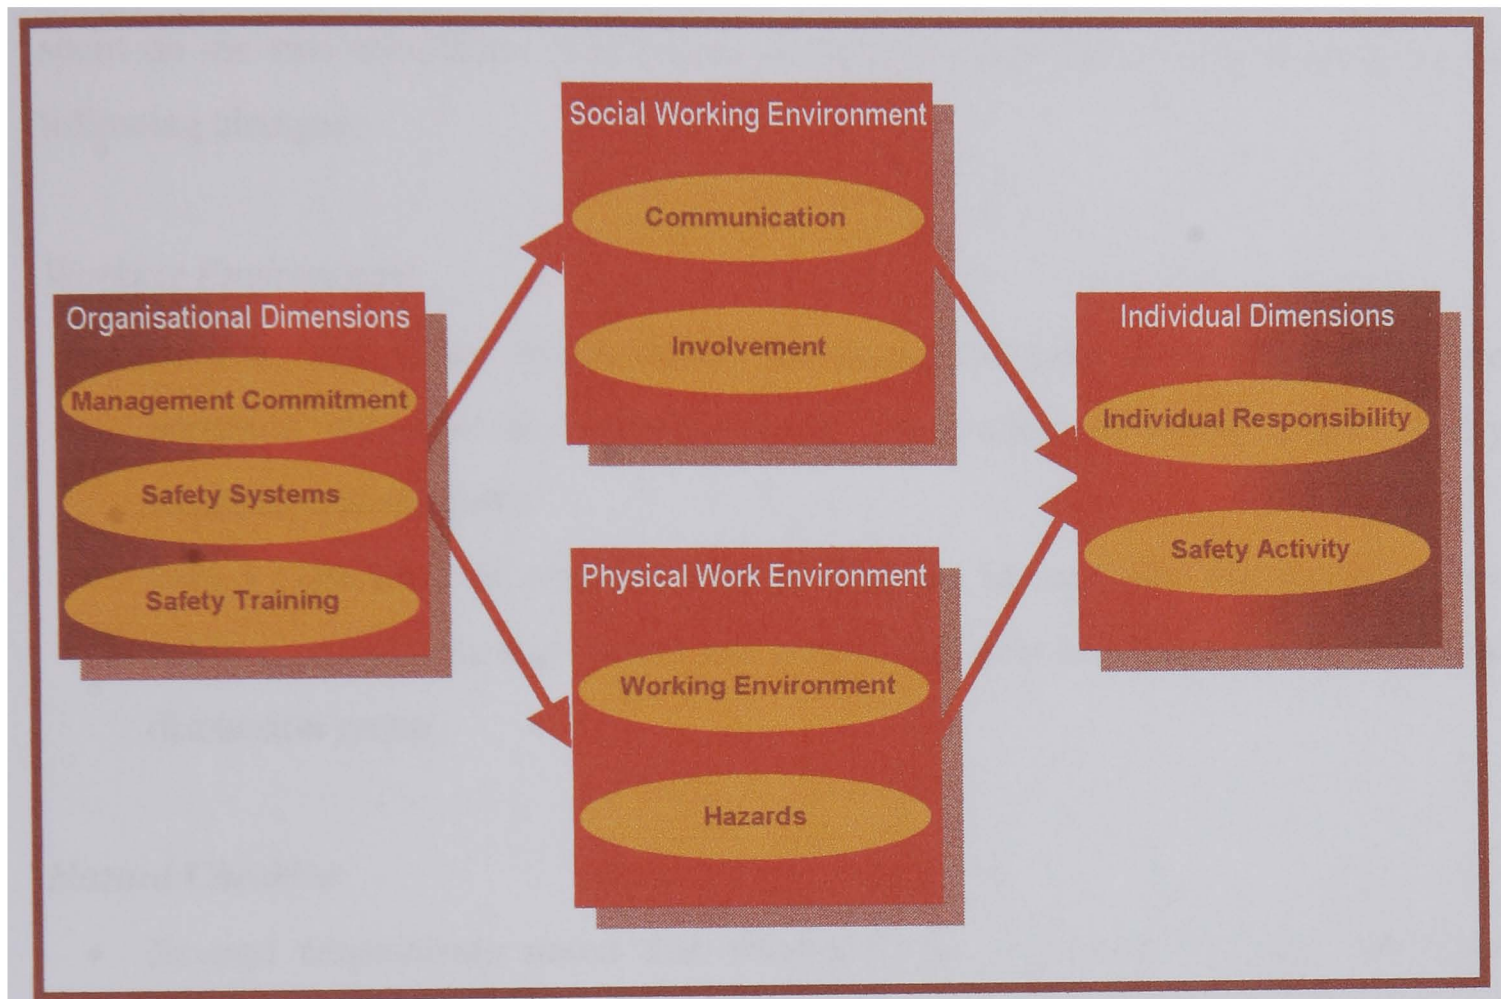 Social Working Environment
Communication
Involvement
Organisational Dimensions
Management Commitment
Safety Systems
Safety Training
Physical Work Environment
Working Environment
Hazards
Individual Dimensions
Individual Responsibility
Safety Activity